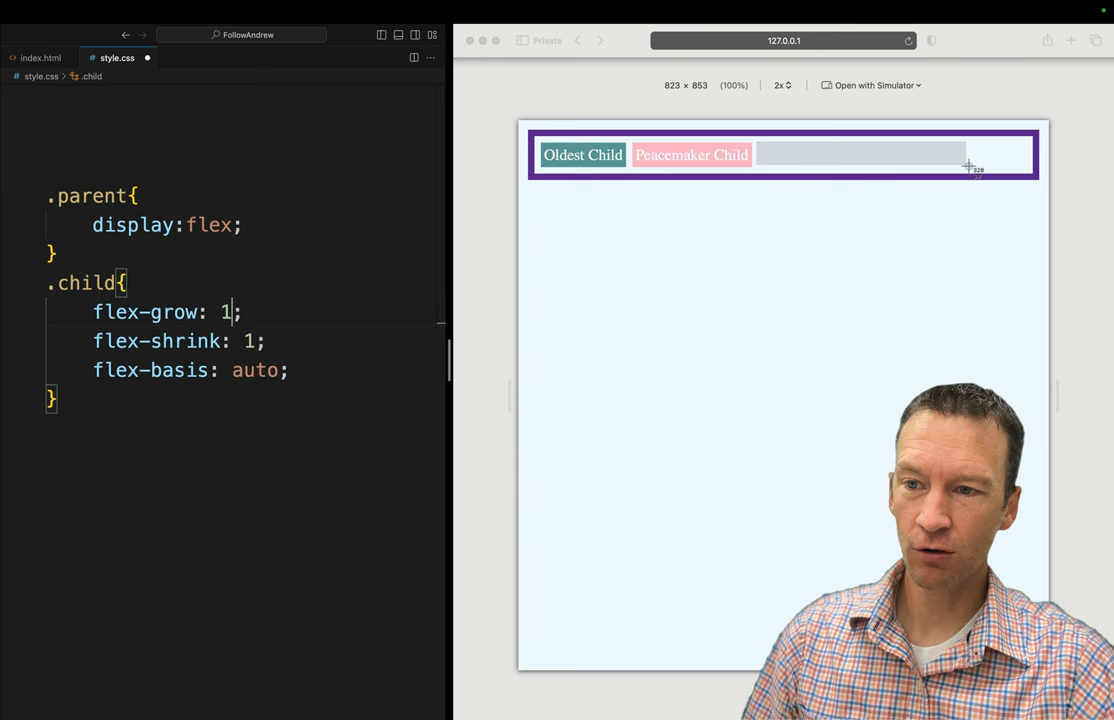 FollowAndrew
index.html
style.css
style.css > .child
.parent{
display:flex;
}
.child{
flex-grow: 1;
flex-shrink: 1;
flex-basis: auto;
}
Private
127.0.0.1
823 × 853 (100%) 2x Open with Simulator
Oldest Child Peacemaker Child
328